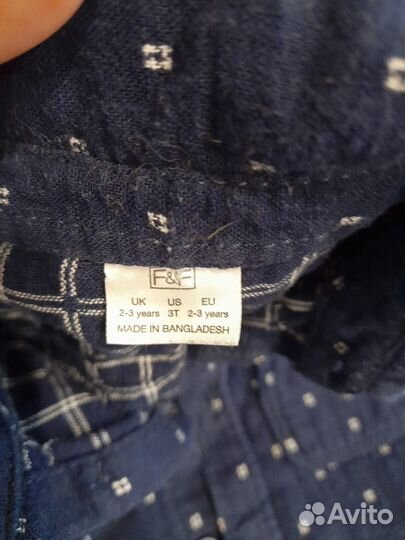 F&F
UK US EU
2-3 years 3T 2-3 years
MADE IN BANGLADESH
Avito